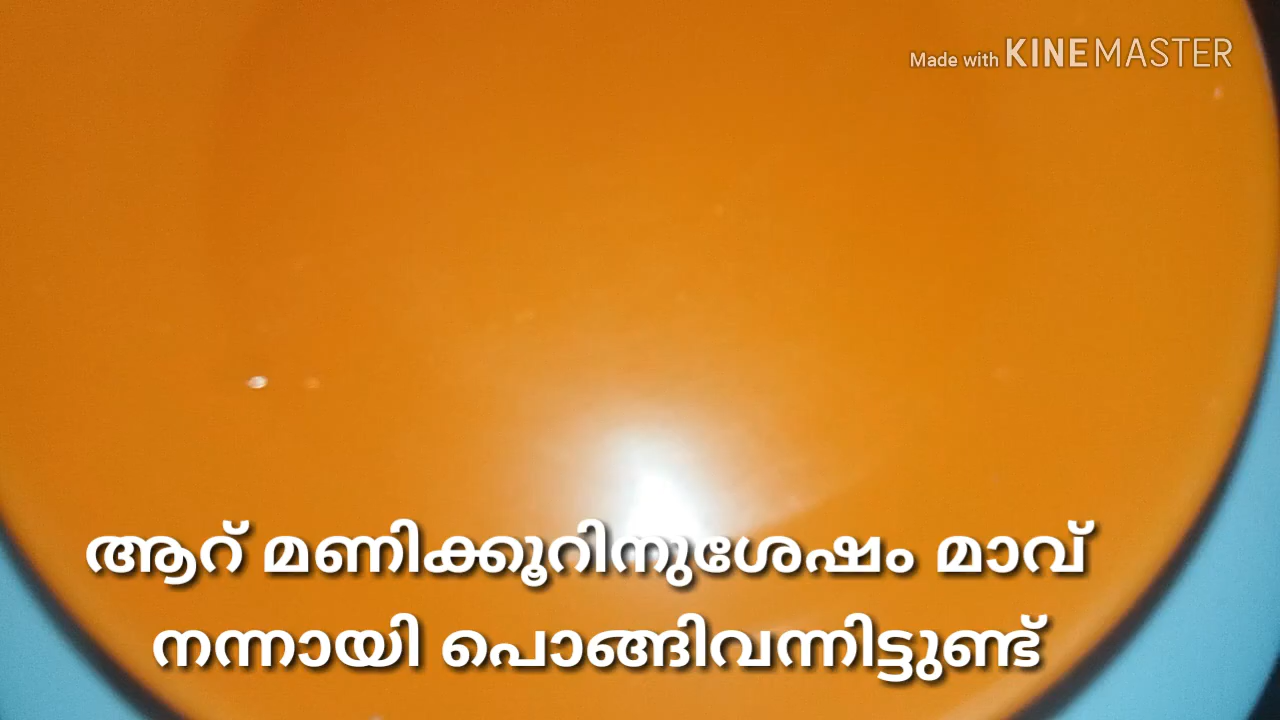 Made with KINEMASTER
ആറ് മണിക്കൂറിനുശേഷം മാവ്
നന്നായി പൊങ്ങിവന്നിട്ടുണ്ട്